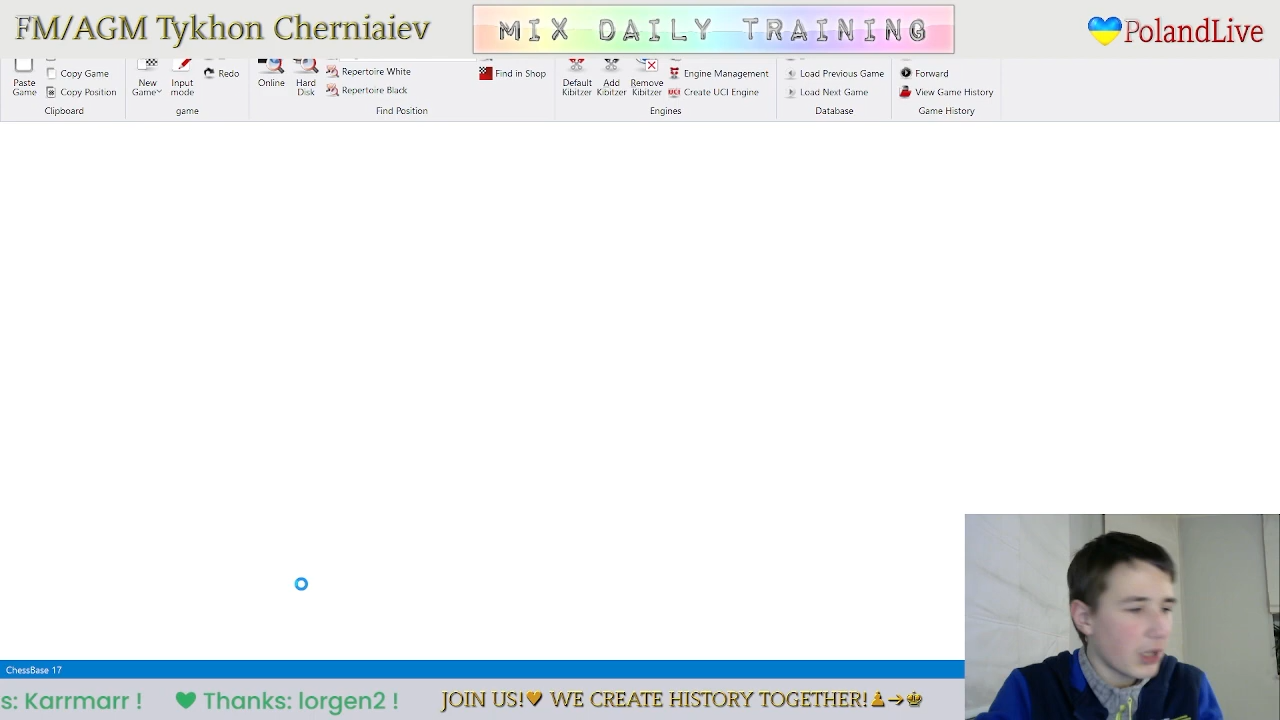 FM/AGM Tykhon Cherniaiev
MIX DAILY TRAINING
PolandLive
Paste Game
Copy Game
Copy Position
Clipboard
New Game
Input mode
Redo
game
Online
Hard Disk
Repertoire White
Repertoire Black
Find in Shop
Find Position
Default Kibitzer
Add Kibitzer
Remove Kibitzer
Engine Management
UCI Create UCI Engine
Engines
Load Previous Game
Load Next Game
Database
Forward
View Game History
Game History
ChessBase 17
s: Karrmarr ! Thanks: lorgen2 ! JOIN US! WE CREATE HISTORY TOGETHER!